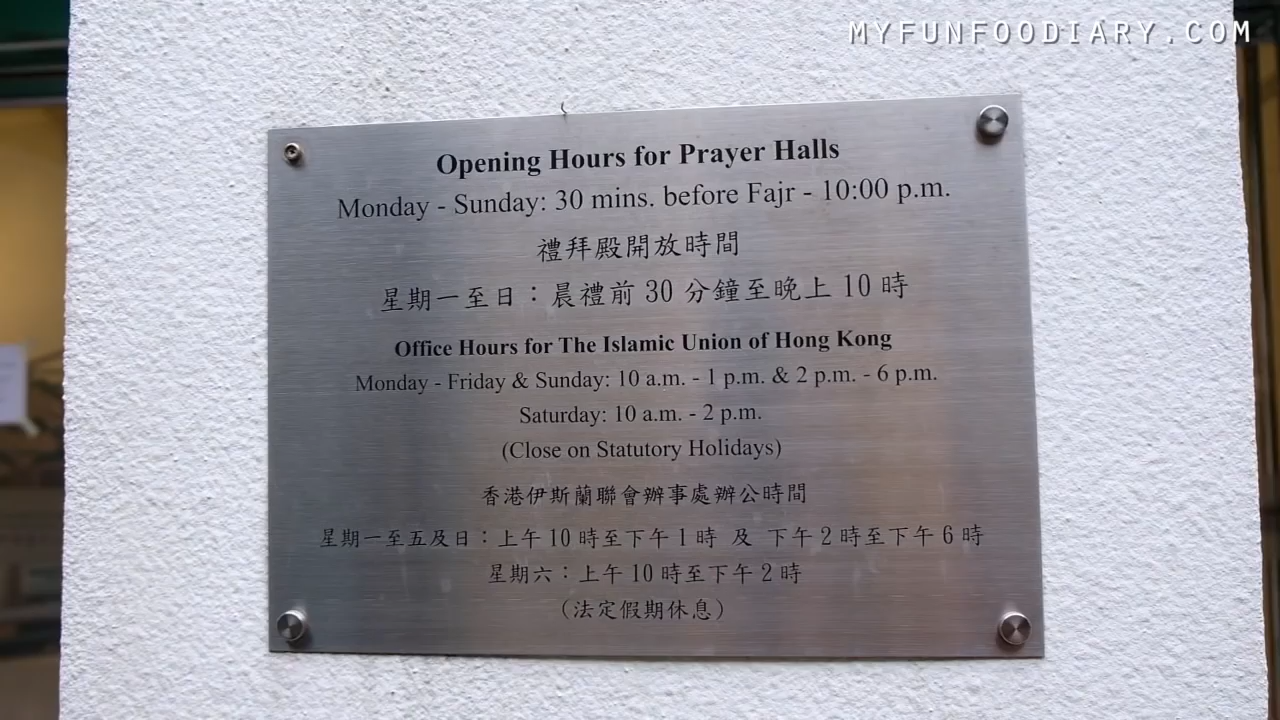 MYFUNFOODIARY.COM
Opening Hours for Prayer Halls
Monday - Sunday: 30 mins. before Fajr - 10:00 p.m.
禮拜殿開放時間
星期一至日：晨禮前 30 分鐘至晚上 10 時
Office Hours for The Islamic Union of Hong Kong
Monday - Friday & Sunday: 10 a.m. - 1 p.m. & 2 p.m. - 6 p.m.
Saturday: 10 a.m. - 2 p.m.
(Close on Statutory Holidays)
香港伊斯蘭聯會辦事處辦公時間
星期一至五及日：上午 10 時至下午 1 時 及 下午 2 時至下午 6 時
星期六：上午 10 時至下午 2 時
（法定假期休息）